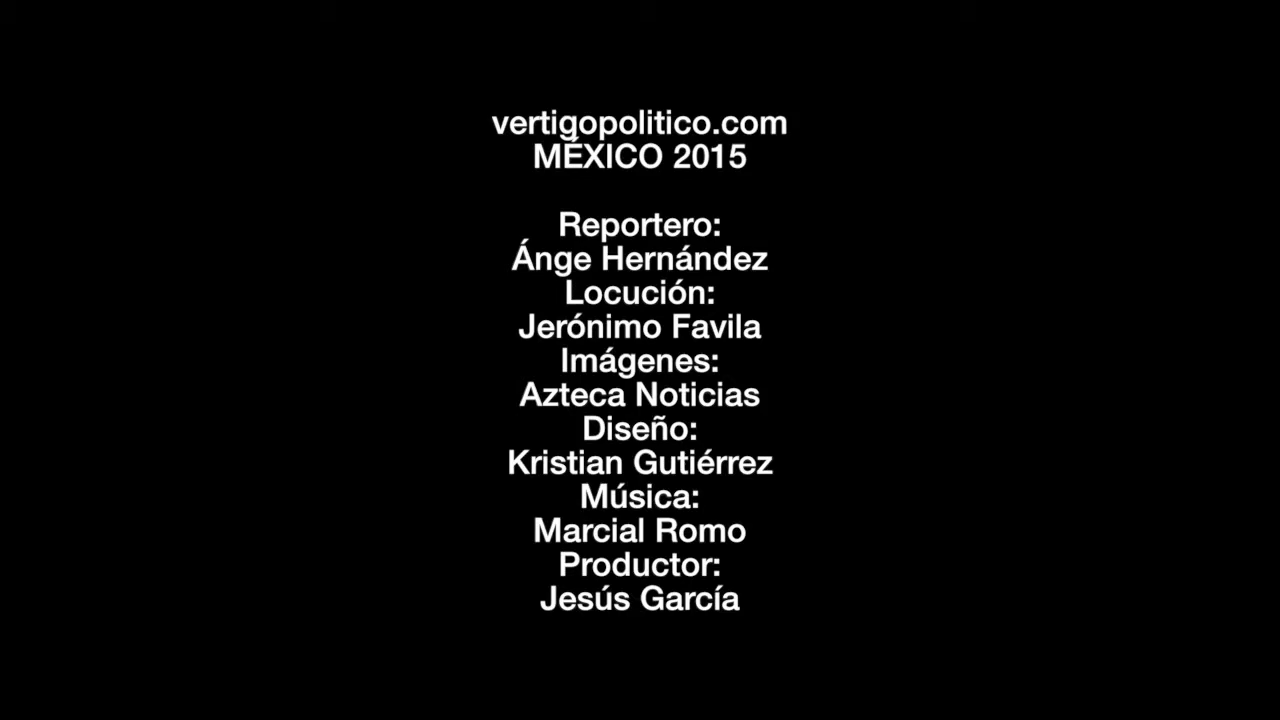 vertigopolitico.com
MÉXICO 2015
Reportero:
Ánge Hernández
Locución:
Jerónimo Favila
Imágenes:
Azteca Noticias
Diseño:
Kristian Gutiérrez
Música:
Marcial Romo
Productor:
Jesús García